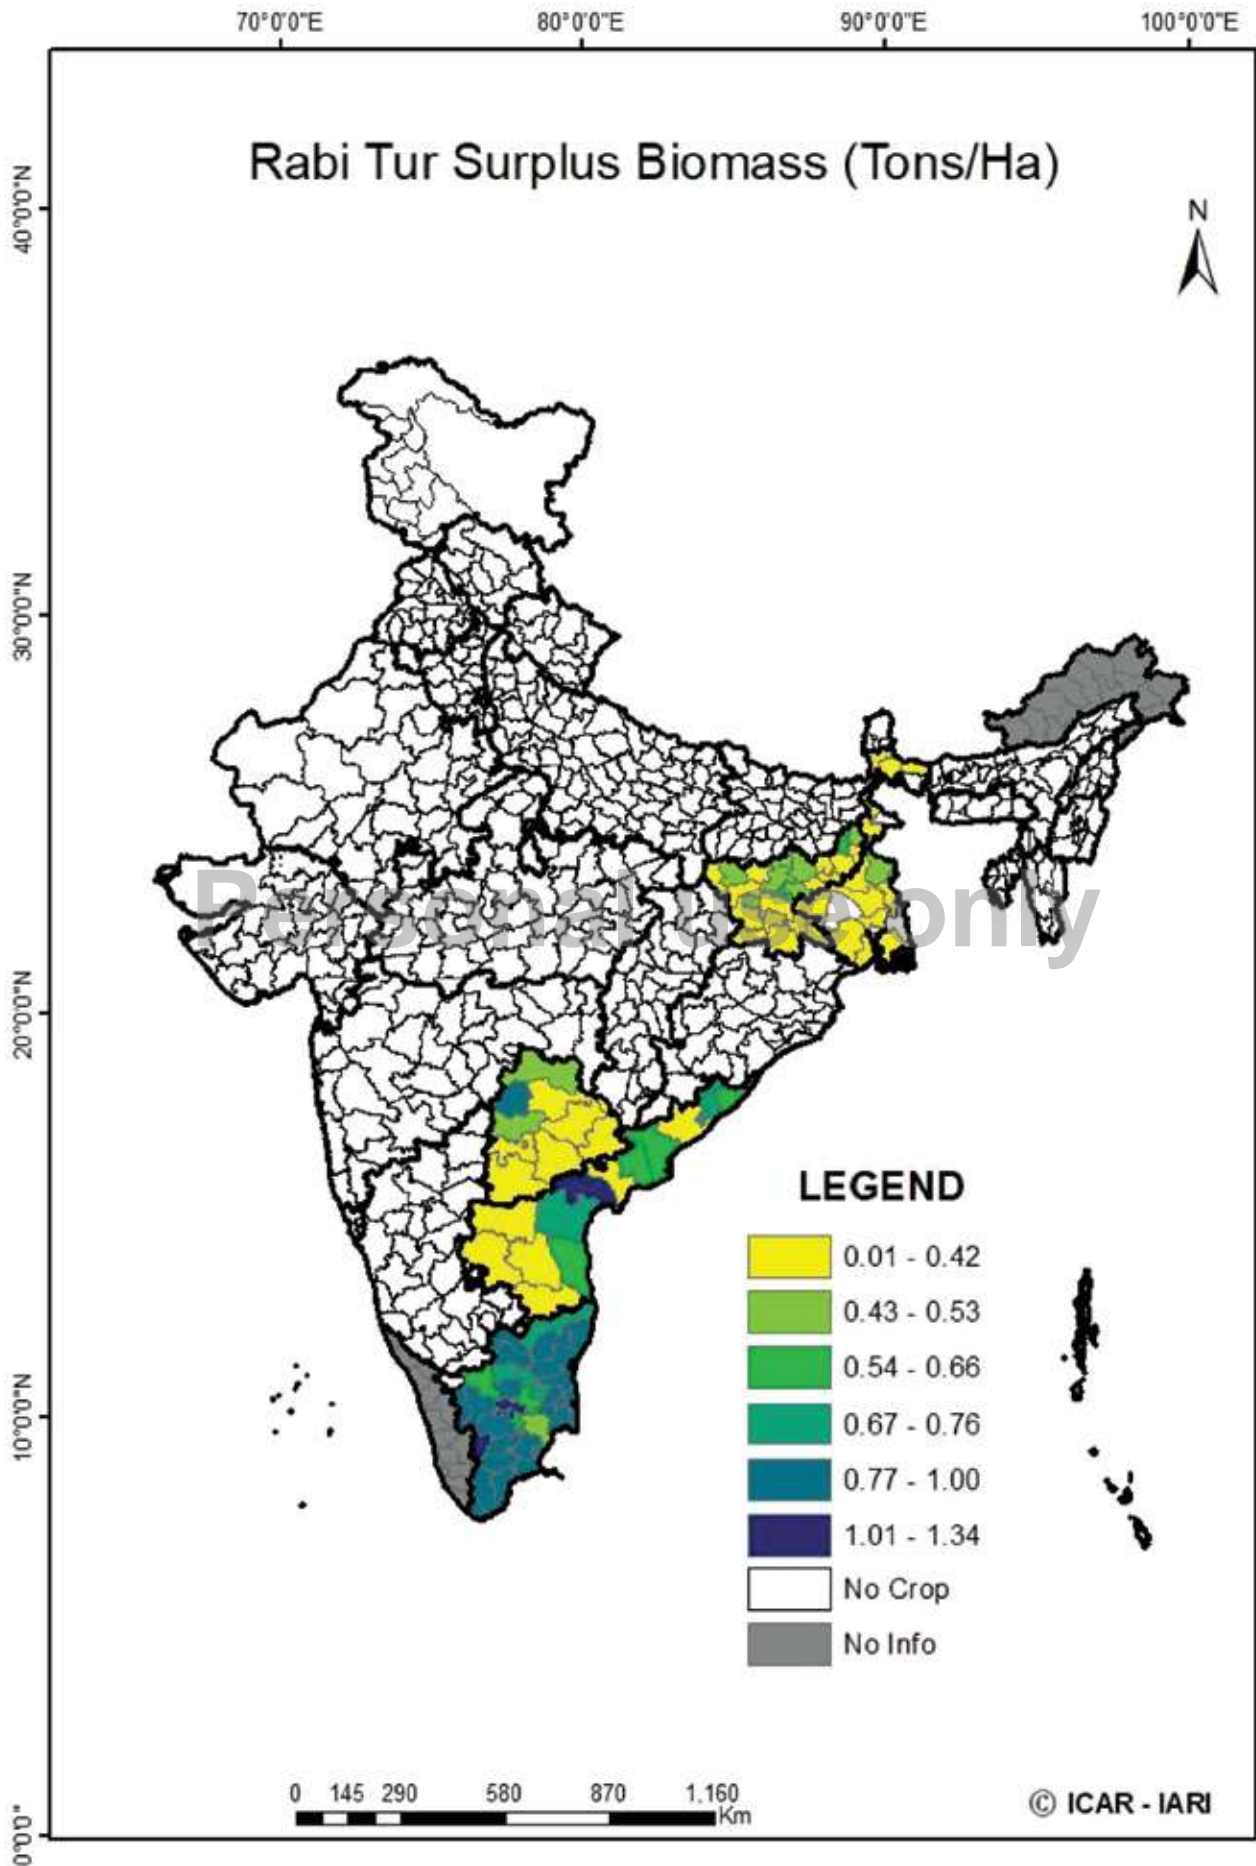 70°0'0"E 80°0'0"E 90°0'0"E 100°0'0"E
Rabi Tur Surplus Biomass (Tons/Ha)
N
40°0'0"N
30°0'0"N
20°0'0"N
10°0'0"N
0°0'0"
Personal use only
LEGEND
0.01 - 0.42
0.43 - 0.53
0.54 - 0.66
0.67 - 0.76
0.77 - 1.00
1.01 - 1.34
No Crop
No Info
0 145 290 580 870 1,160
Km
© ICAR - IARI